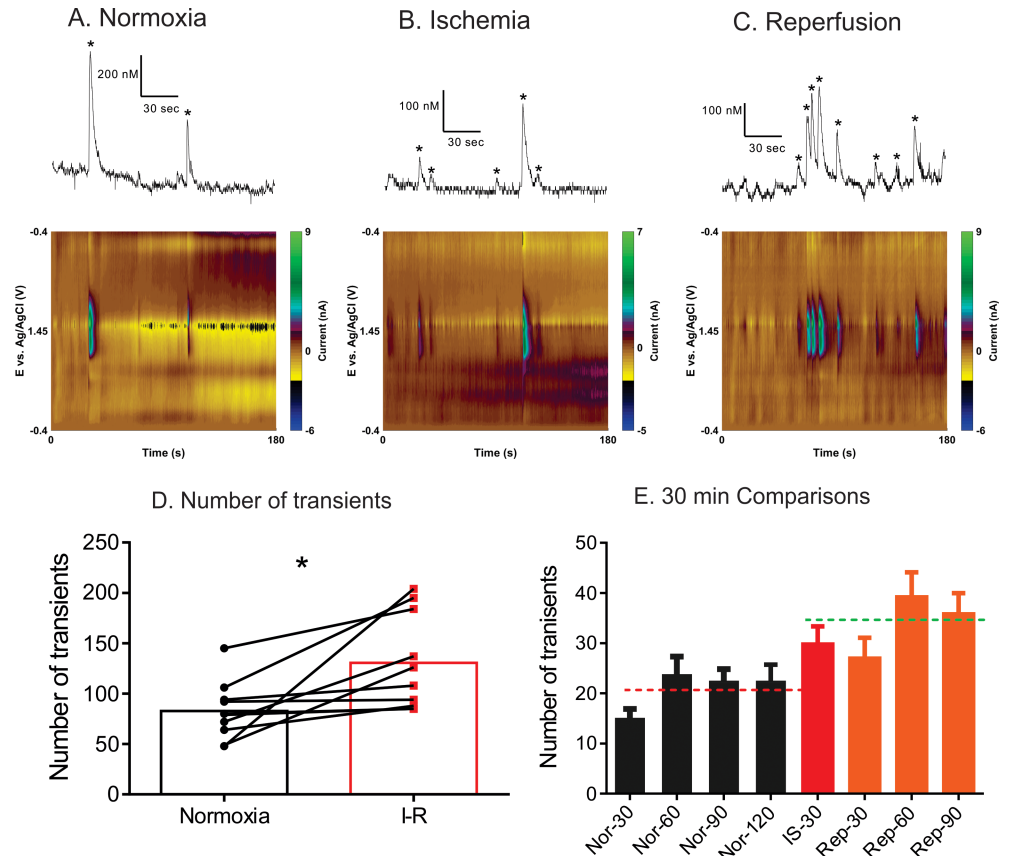 A. Normoxia
B. Ischemia
C. Reperfusion
*
*
200 nM
30 sec
*
*
*
*
*
100 nM
30 sec
*
*
*
*
*
*
*
*
100 nM
30 sec
-0.4
1.45
-0.4
E vs. Ag/AgCl (V)
0
180
Time (s)
9
0
-6
Current (nA)
-0.4
1.45
-0.4
E vs. Ag/AgCl (V)
0
180
Time (s)
7
0
-5
Current (nA)
-0.4
1.45
-0.4
E vs. Ag/AgCl (V)
0
180
Time (s)
9
0
-6
Current (nA)
D. Number of transients
250
200
150
100
50
0
Number of transients
*
Normoxia
I-R
E. 30 min Comparisons
50
40
30
20
10
0
Number of tranisents
Nor-30
Nor-60
Nor-90
Nor-120
IS-30
Rep-30
Rep-60
Rep-90